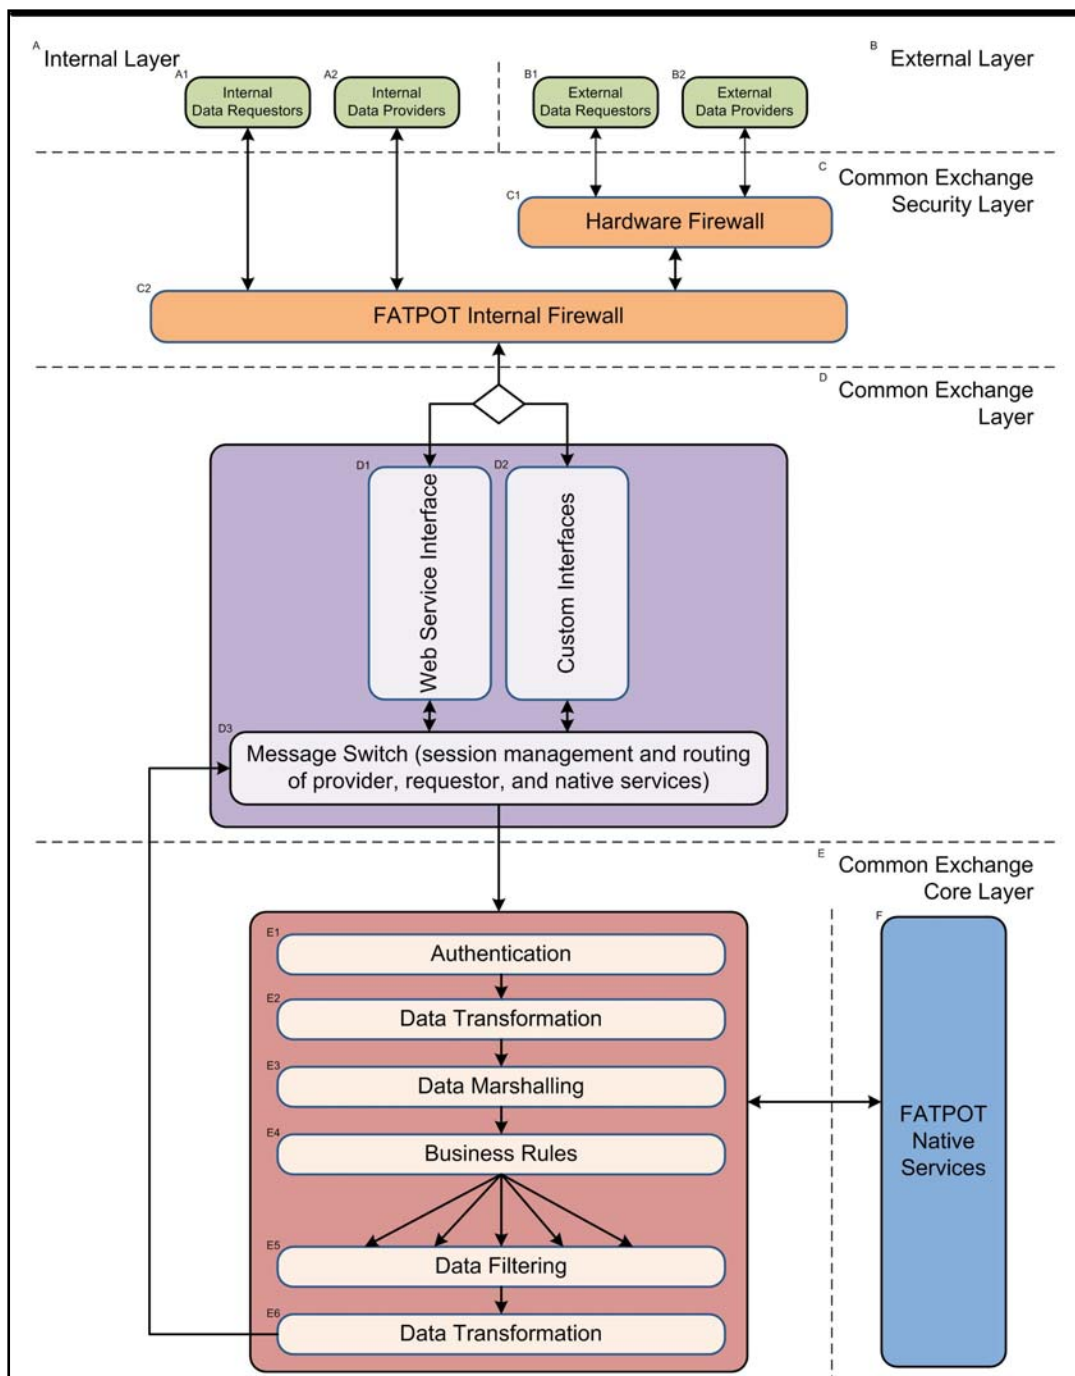 A
Internal Layer
B
External Layer
A1
Internal
Data Requestors
A2
Internal
Data Providers
B1
External
Data Requestors
B2
External
Data Providers
C
Common Exchange
Security Layer
C1
Hardware Firewall
C2
FATPOT Internal Firewall
D
Common Exchange
Layer
D1
Web Service Interface
D2
Custom Interfaces
D3
Message Switch (session management and routing
of provider, requestor, and native services)
E
Common Exchange
Core Layer
E1
Authentication
E2
Data Transformation
E3
Data Marshalling
E4
Business Rules
E5
Data Filtering
E6
Data Transformation
F
FATPOT
Native
Services